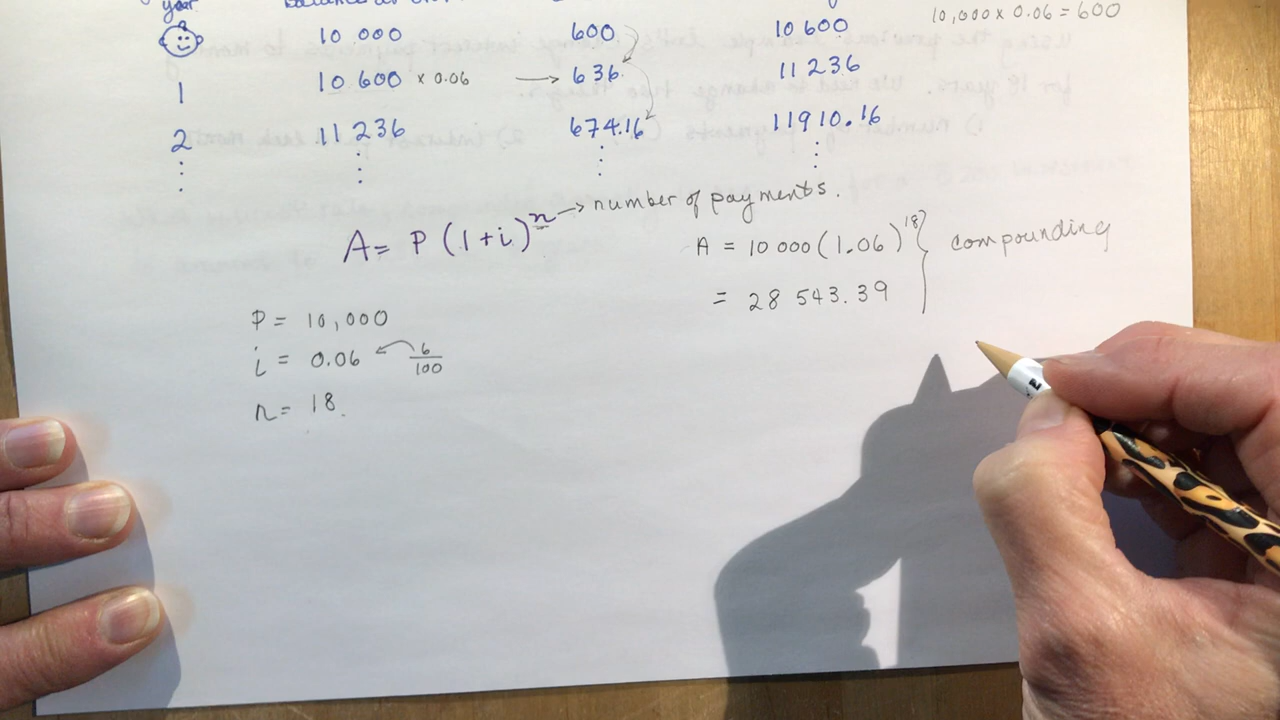 year
10,000 x 0.06 = 600
10 000 600 10 600
1 10 600 x 0.06 → 636 11 236
2 11 236 674.16 11910.16
⋮ ⋮ ⋮ ⋮
A = P (1+i)^n → number of payments.
A = 10 000 (1.06)^18 } compounding
= 28 543.39
P = 10,000
i = 0.06 ← 6/100
n = 18.